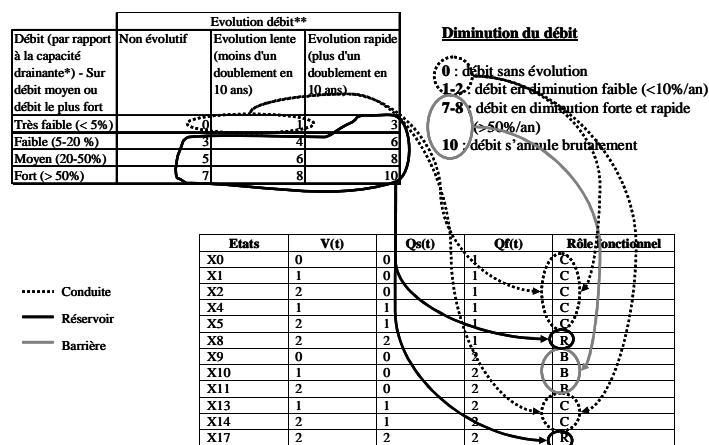 Evolution débit**
Débit (par rapport à la capacité drainante*) - Sur débit moyen ou débit le plus fort
Non évolutif
Evolution lente (moins d'un doublement en 10 ans)
Evolution rapide (plus d'un doublement en 10 ans)
Très faible (< 5%) 0 1 3
Faible (5-20 %) 3 4 6
Moyen (20-50%) 5 6 8
Fort (> 50%) 7 8 10
Diminution du débit
0 : débit sans évolution
1-2 : débit en diminution faible (<10%/an)
7-8 : débit en diminution forte et rapide
(>50%/an)
10 : débit s'annule brutalement
Etats V(t) Qs(t) Qf(t) Rôle fonctionnel
X0 0 0 1 C
X1 1 0 1 C
X2 2 0 1 C
X4 1 1 1 C
X5 2 1 1 C
X8 2 2 1 R
X9 0 0 2 B
X10 1 0 2 B
X11 2 0 2 B
X13 1 1 2 C
X14 2 1 2 C
X17 2 2 2 R
Conduite
Réservoir
Barrière